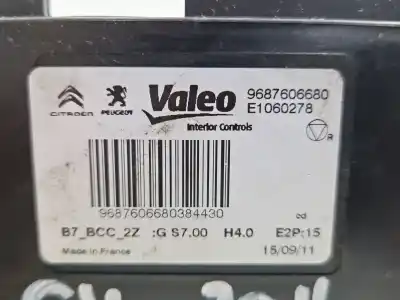 CITROËN PEUGEOT Valeo 9687606680
E1060278
Interior Controls
R
9687606680384430
B7_BCC_2Z :G S7.00 H4.0 E2P:15
Made in France 15/09/11